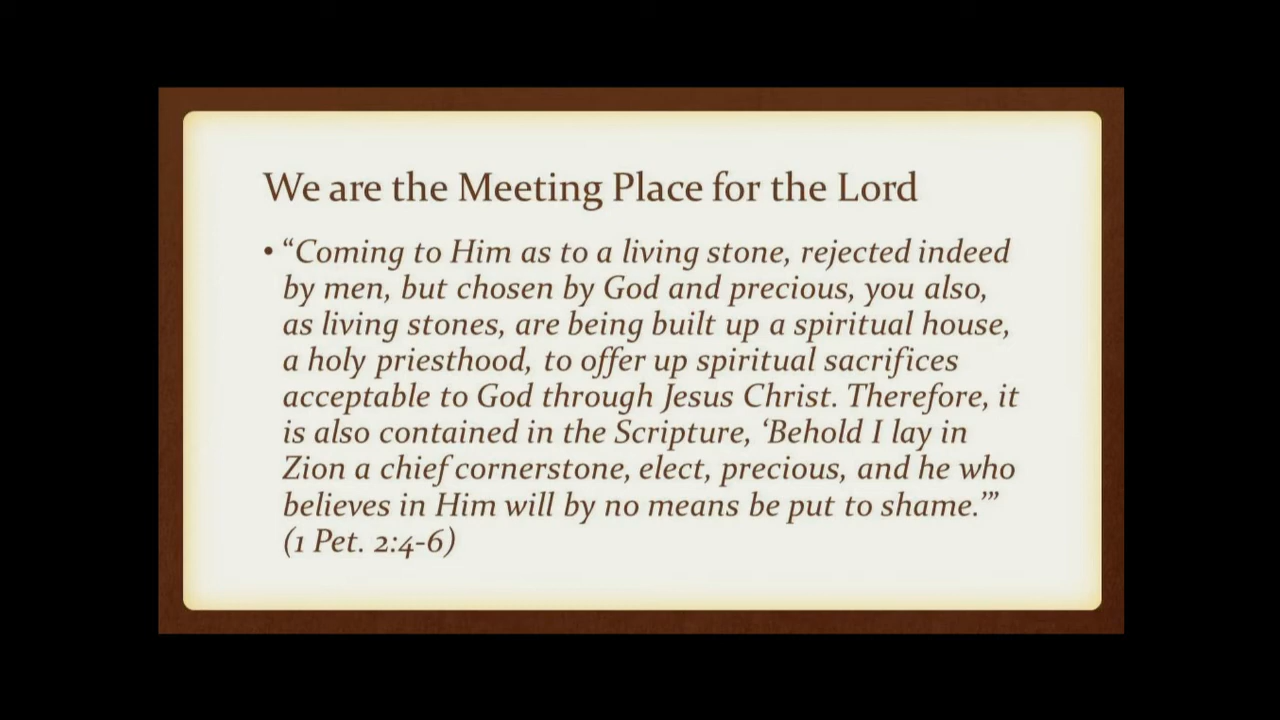 We are the Meeting Place for the Lord
• “Coming to Him as to a living stone, rejected indeed
by men, but chosen by God and precious, you also,
as living stones, are being built up a spiritual house,
a holy priesthood, to offer up spiritual sacrifices
acceptable to God through Jesus Christ. Therefore, it
is also contained in the Scripture, ‘Behold I lay in
Zion a chief cornerstone, elect, precious, and he who
believes in Him will by no means be put to shame.’”
(1 Pet. 2:4-6)